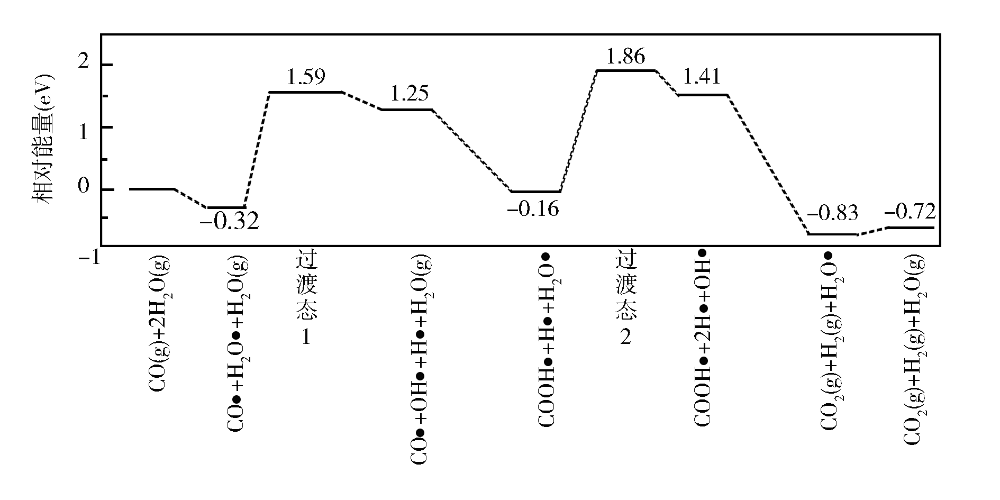 相对能量(eV)
2
1
0
−1
−0.32
1.59
1.25
−0.16
1.86
1.41
−0.83
−0.72
CO(g)+2H₂O(g)
CO●+H₂O●+H₂O(g)
过渡态1
CO●+OH●+H●+H₂O(g)
COOH●+H●+H₂O●
过渡态2
COOH●+2H●+OH●
CO₂(g)+H₂(g)+H₂O●
CO₂(g)+H₂(g)+H₂O(g)